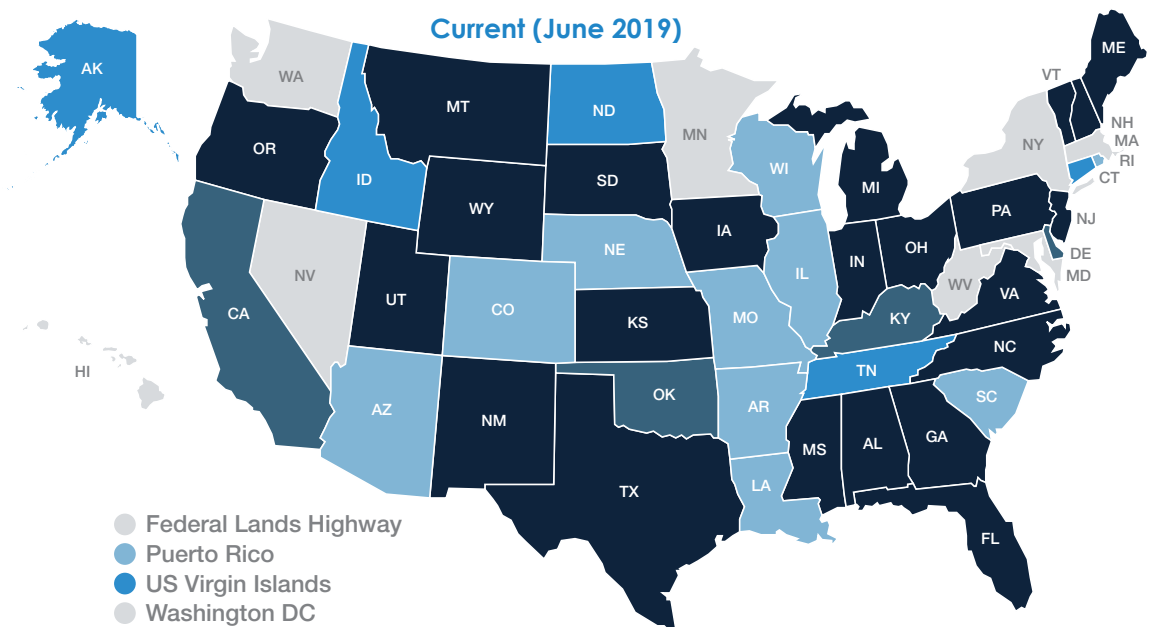 Current (June 2019)
AK
WA
MT
ND
MN
ME
VT
NH
MA
RI
CT
NY
OR
ID
SD
WI
MI
WY
IA
PA
NJ
NE
IL
IN
OH
DE
MD
NV
UT
CO
KS
MO
KY
WV
VA
CA
HI
NC
AZ
NM
OK
AR
TN
SC
MS
AL
GA
TX
LA
FL
Federal Lands Highway
Puerto Rico
US Virgin Islands
Washington DC